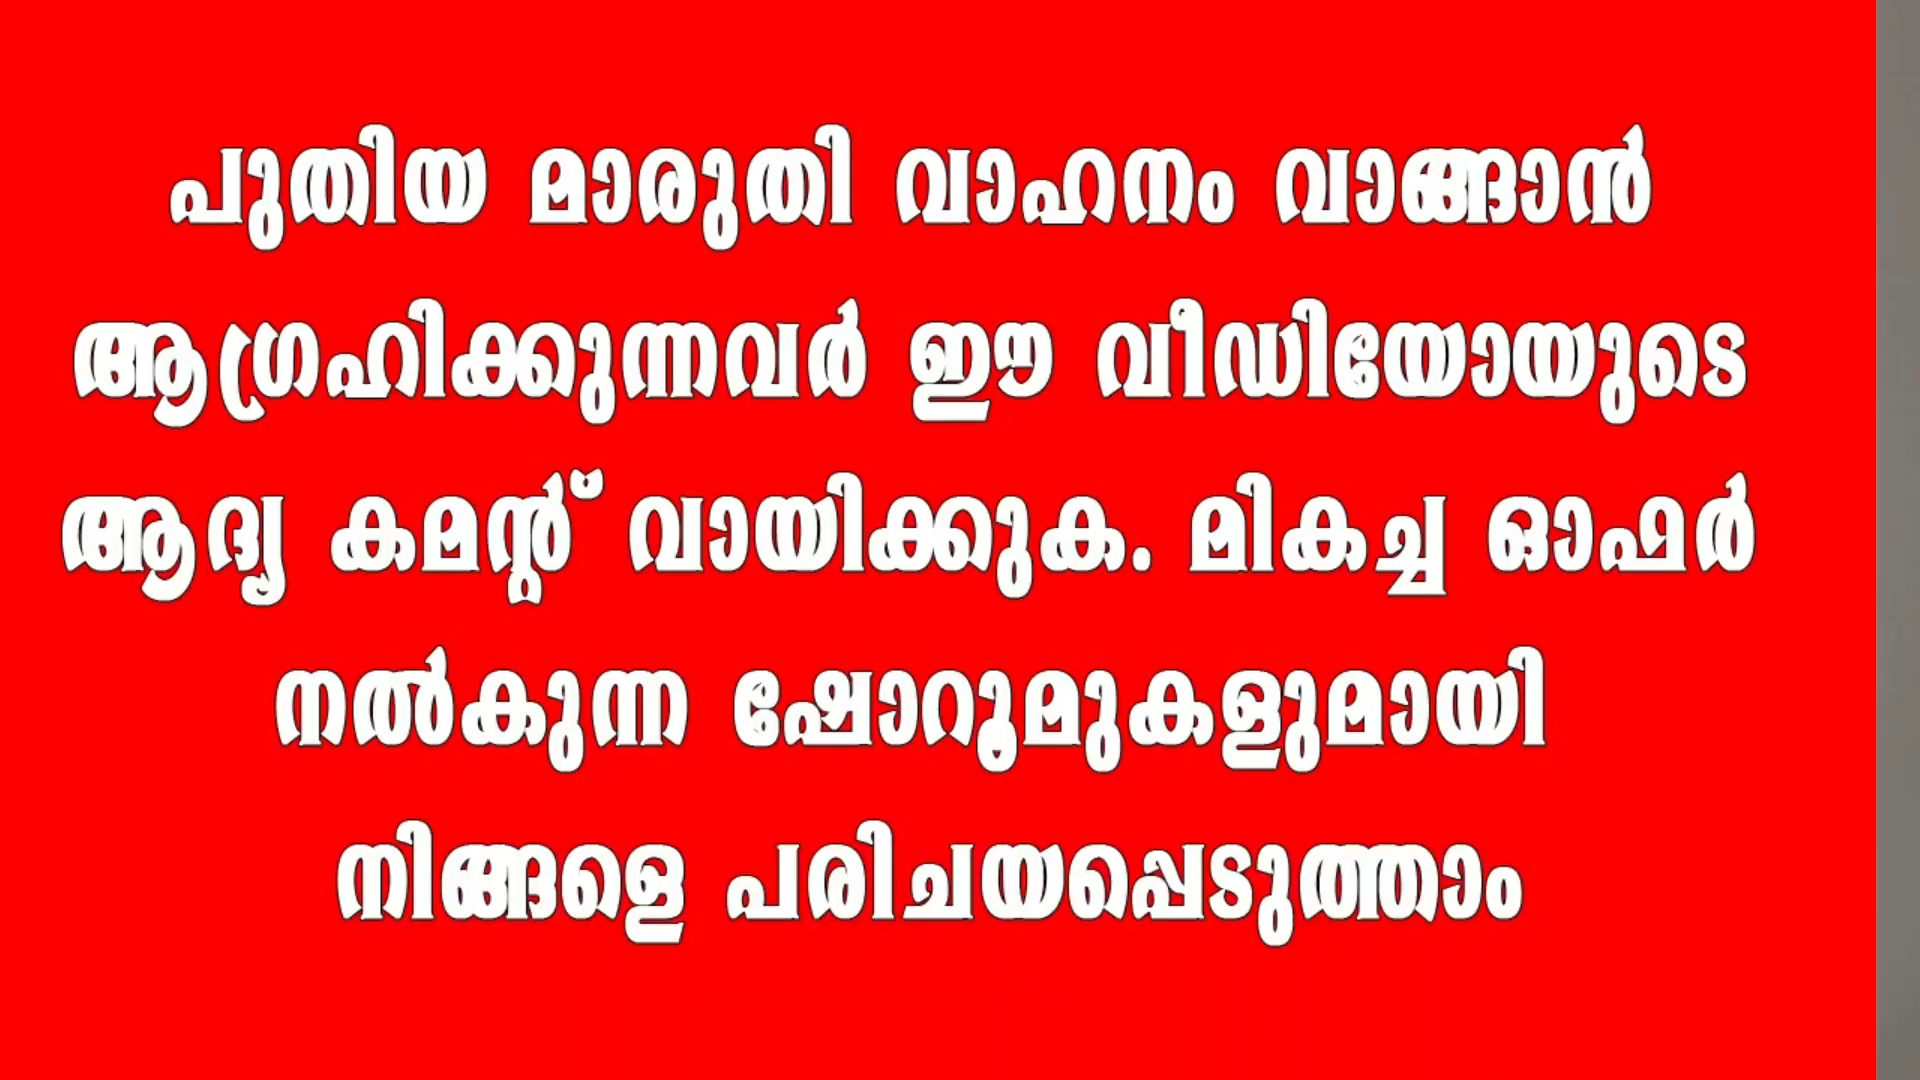 പുതിയ മാരുതി വാഹനം വാങ്ങാൻ
ആഗ്രഹിക്കുന്നവർ ഈ വീഡിയോയുടെ
ആദ്യ കമന്റ് വായിക്കുക. മികച്ച ഓഫർ
നൽകുന്ന ഷോറൂമുകളുമായി
നിങ്ങളെ പരിചയപ്പെടുത്താം